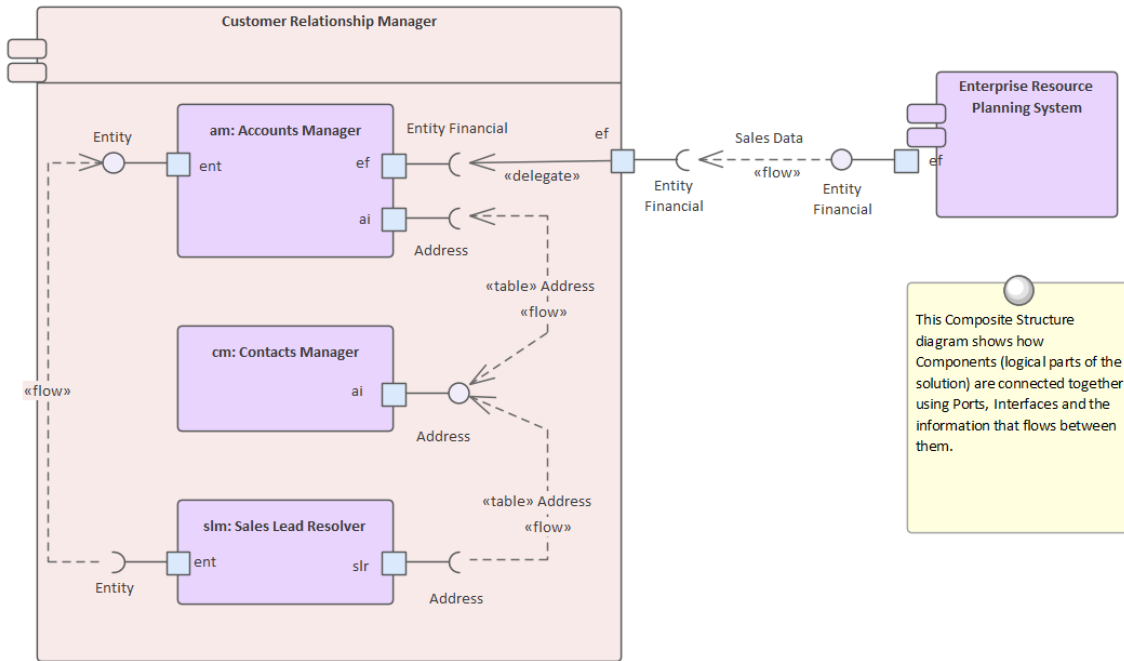 Customer Relationship Manager
Enterprise Resource
Planning System
am: Accounts Manager
Entity
Entity Financial
ef
Sales Data
ent
ef
«delegate»
«flow»
ef
Entity
Financial
Entity
Financial
ai
Address
«table» Address
«flow»
This Composite Structure
diagram shows how
Components (logical parts of the
solution) are connected together
using Ports, Interfaces and the
information that flows between
them.
cm: Contacts Manager
ai
«flow»
Address
«table» Address
«flow»
slm: Sales Lead Resolver
ent
slr
Entity
Address